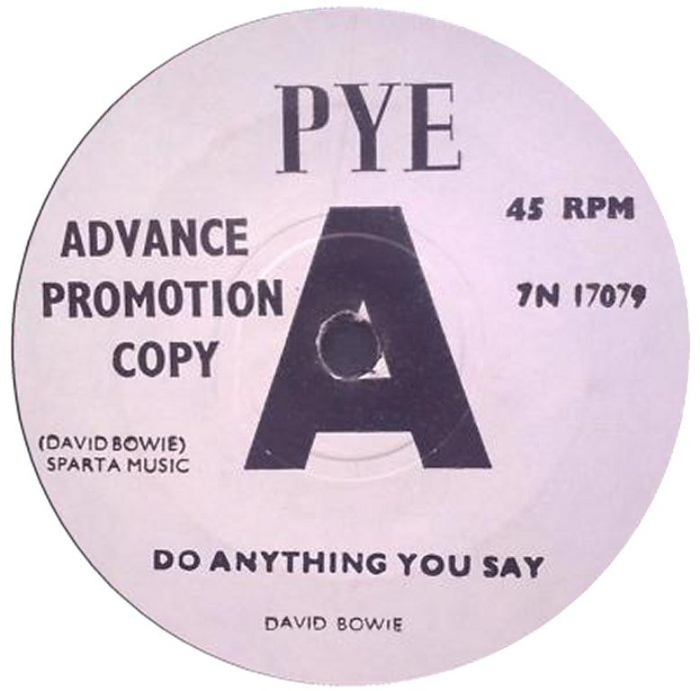 PYE
45 RPM
ADVANCE
PROMOTION
COPY
A
7N 17079
(DAVID BOWIE)
SPARTA MUSIC
DO ANYTHING YOU SAY
DAVID BOWIE